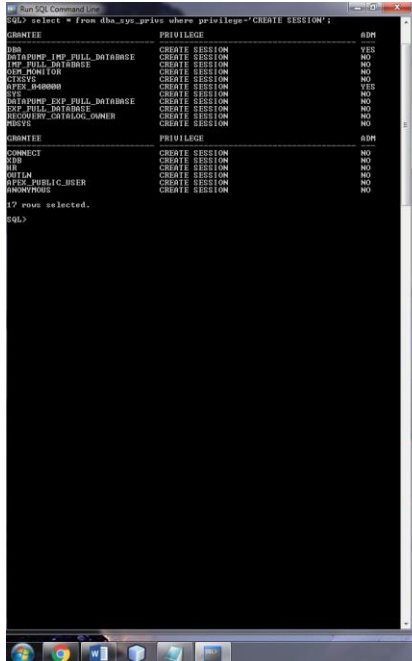 Run SQL Command Line
SQL> select * from dba_sys_privs where privilege='CREATE SESSION';
GRANTEE PRIVILEGE ADM
DBA CREATE SESSION YES
DATAPUMP_IMP_FULL_DATABASE CREATE SESSION NO
IMP_FULL_DATABASE CREATE SESSION NO
OEM_MONITOR CREATE SESSION NO
CTXSYS CREATE SESSION NO
APEX_040000 CREATE SESSION YES
SYS CREATE SESSION NO
DATAPUMP_EXP_FULL_DATABASE CREATE SESSION NO
EXP_FULL_DATABASE CREATE SESSION NO
RECOVERY_CATALOG_OWNER CREATE SESSION NO
MDSYS CREATE SESSION NO
GRANTEE PRIVILEGE ADM
CONNECT CREATE SESSION NO
XDB CREATE SESSION NO
HR CREATE SESSION NO
OUTLN CREATE SESSION NO
APEX_PUBLIC_USER CREATE SESSION NO
ANONYMOUS CREATE SESSION NO
17 rows selected.
SQL>